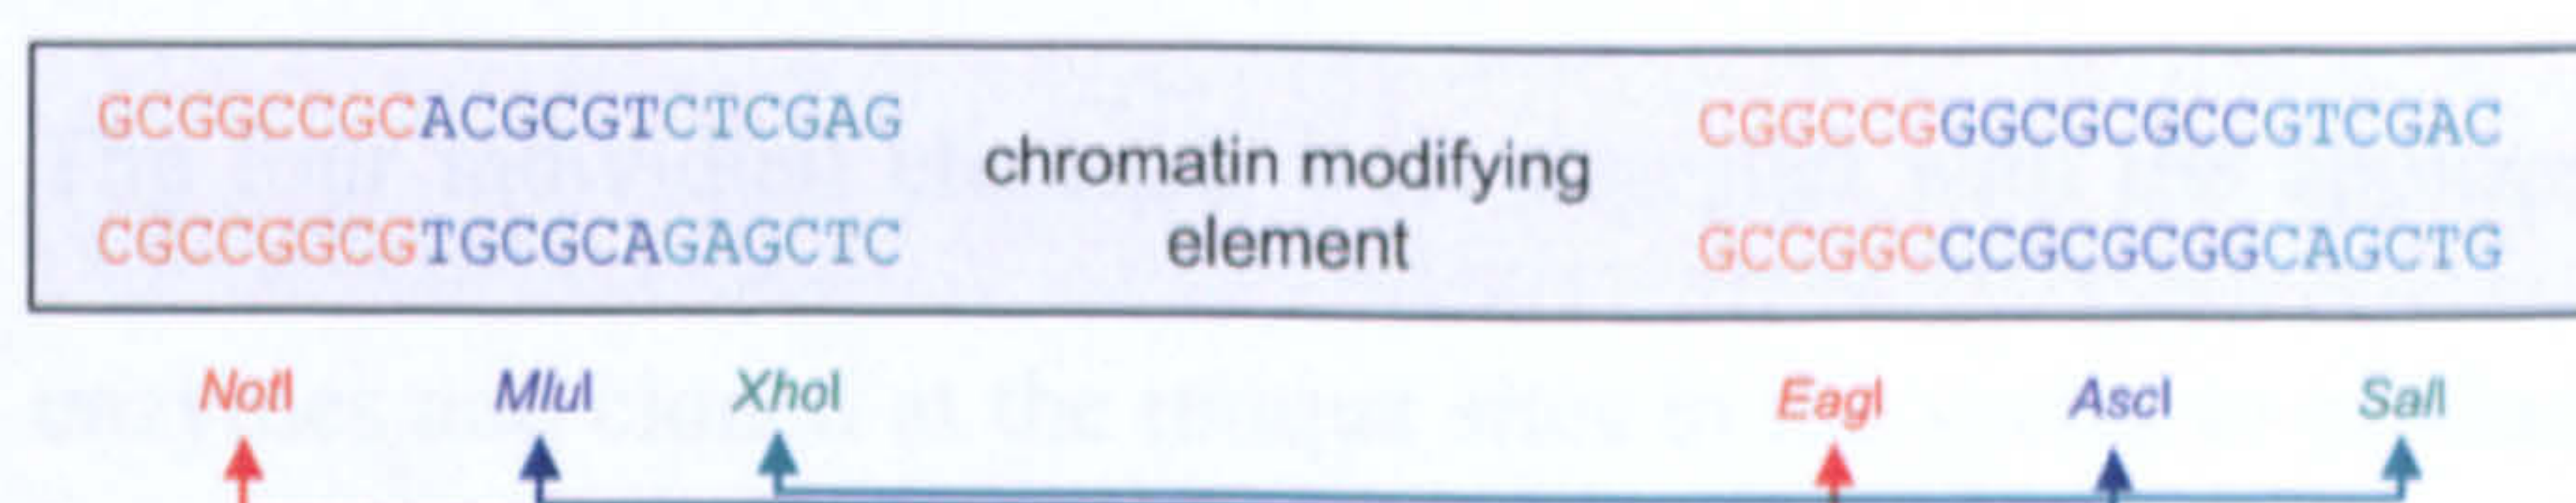 GCGGCCGCACGCGTCTCGAG
CGCCGGCGTGCGCAGAGCTC
chromatin modifying
element
CGGCCGGGCGCGCCGTCGAC
GCCGGCCCGCGCGGCAGCTG
NotI MluI XhoI EagI AscI SalI